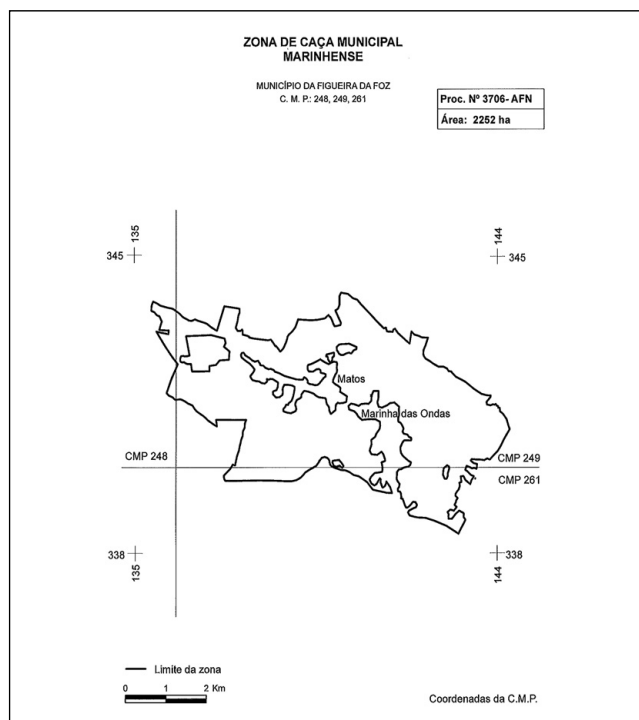 ZONA DE CAÇA MUNICIPAL
MARINHENSE
MUNICÍPIO DA FIGUEIRA DA FOZ
C. M. P.: 248, 249, 261
Proc. Nº 3706- AFN
Área: 2252 ha
135
144
345
345
Matos
Marinha das Ondas
CMP 248
CMP 249
CMP 261
338
338
135
144
Limite da zona
0 1 2 Km
Coordenadas da C.M.P.